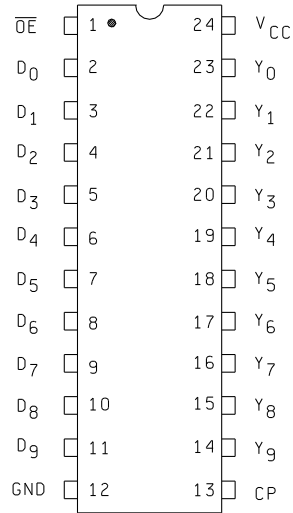 OE 1 24 VCC
D0 2 23 Y0
D1 3 22 Y1
D2 4 21 Y2
D3 5 20 Y3
D4 6 19 Y4
D5 7 18 Y5
D6 8 17 Y6
D7 9 16 Y7
D8 10 15 Y8
D9 11 14 Y9
GND 12 13 CP